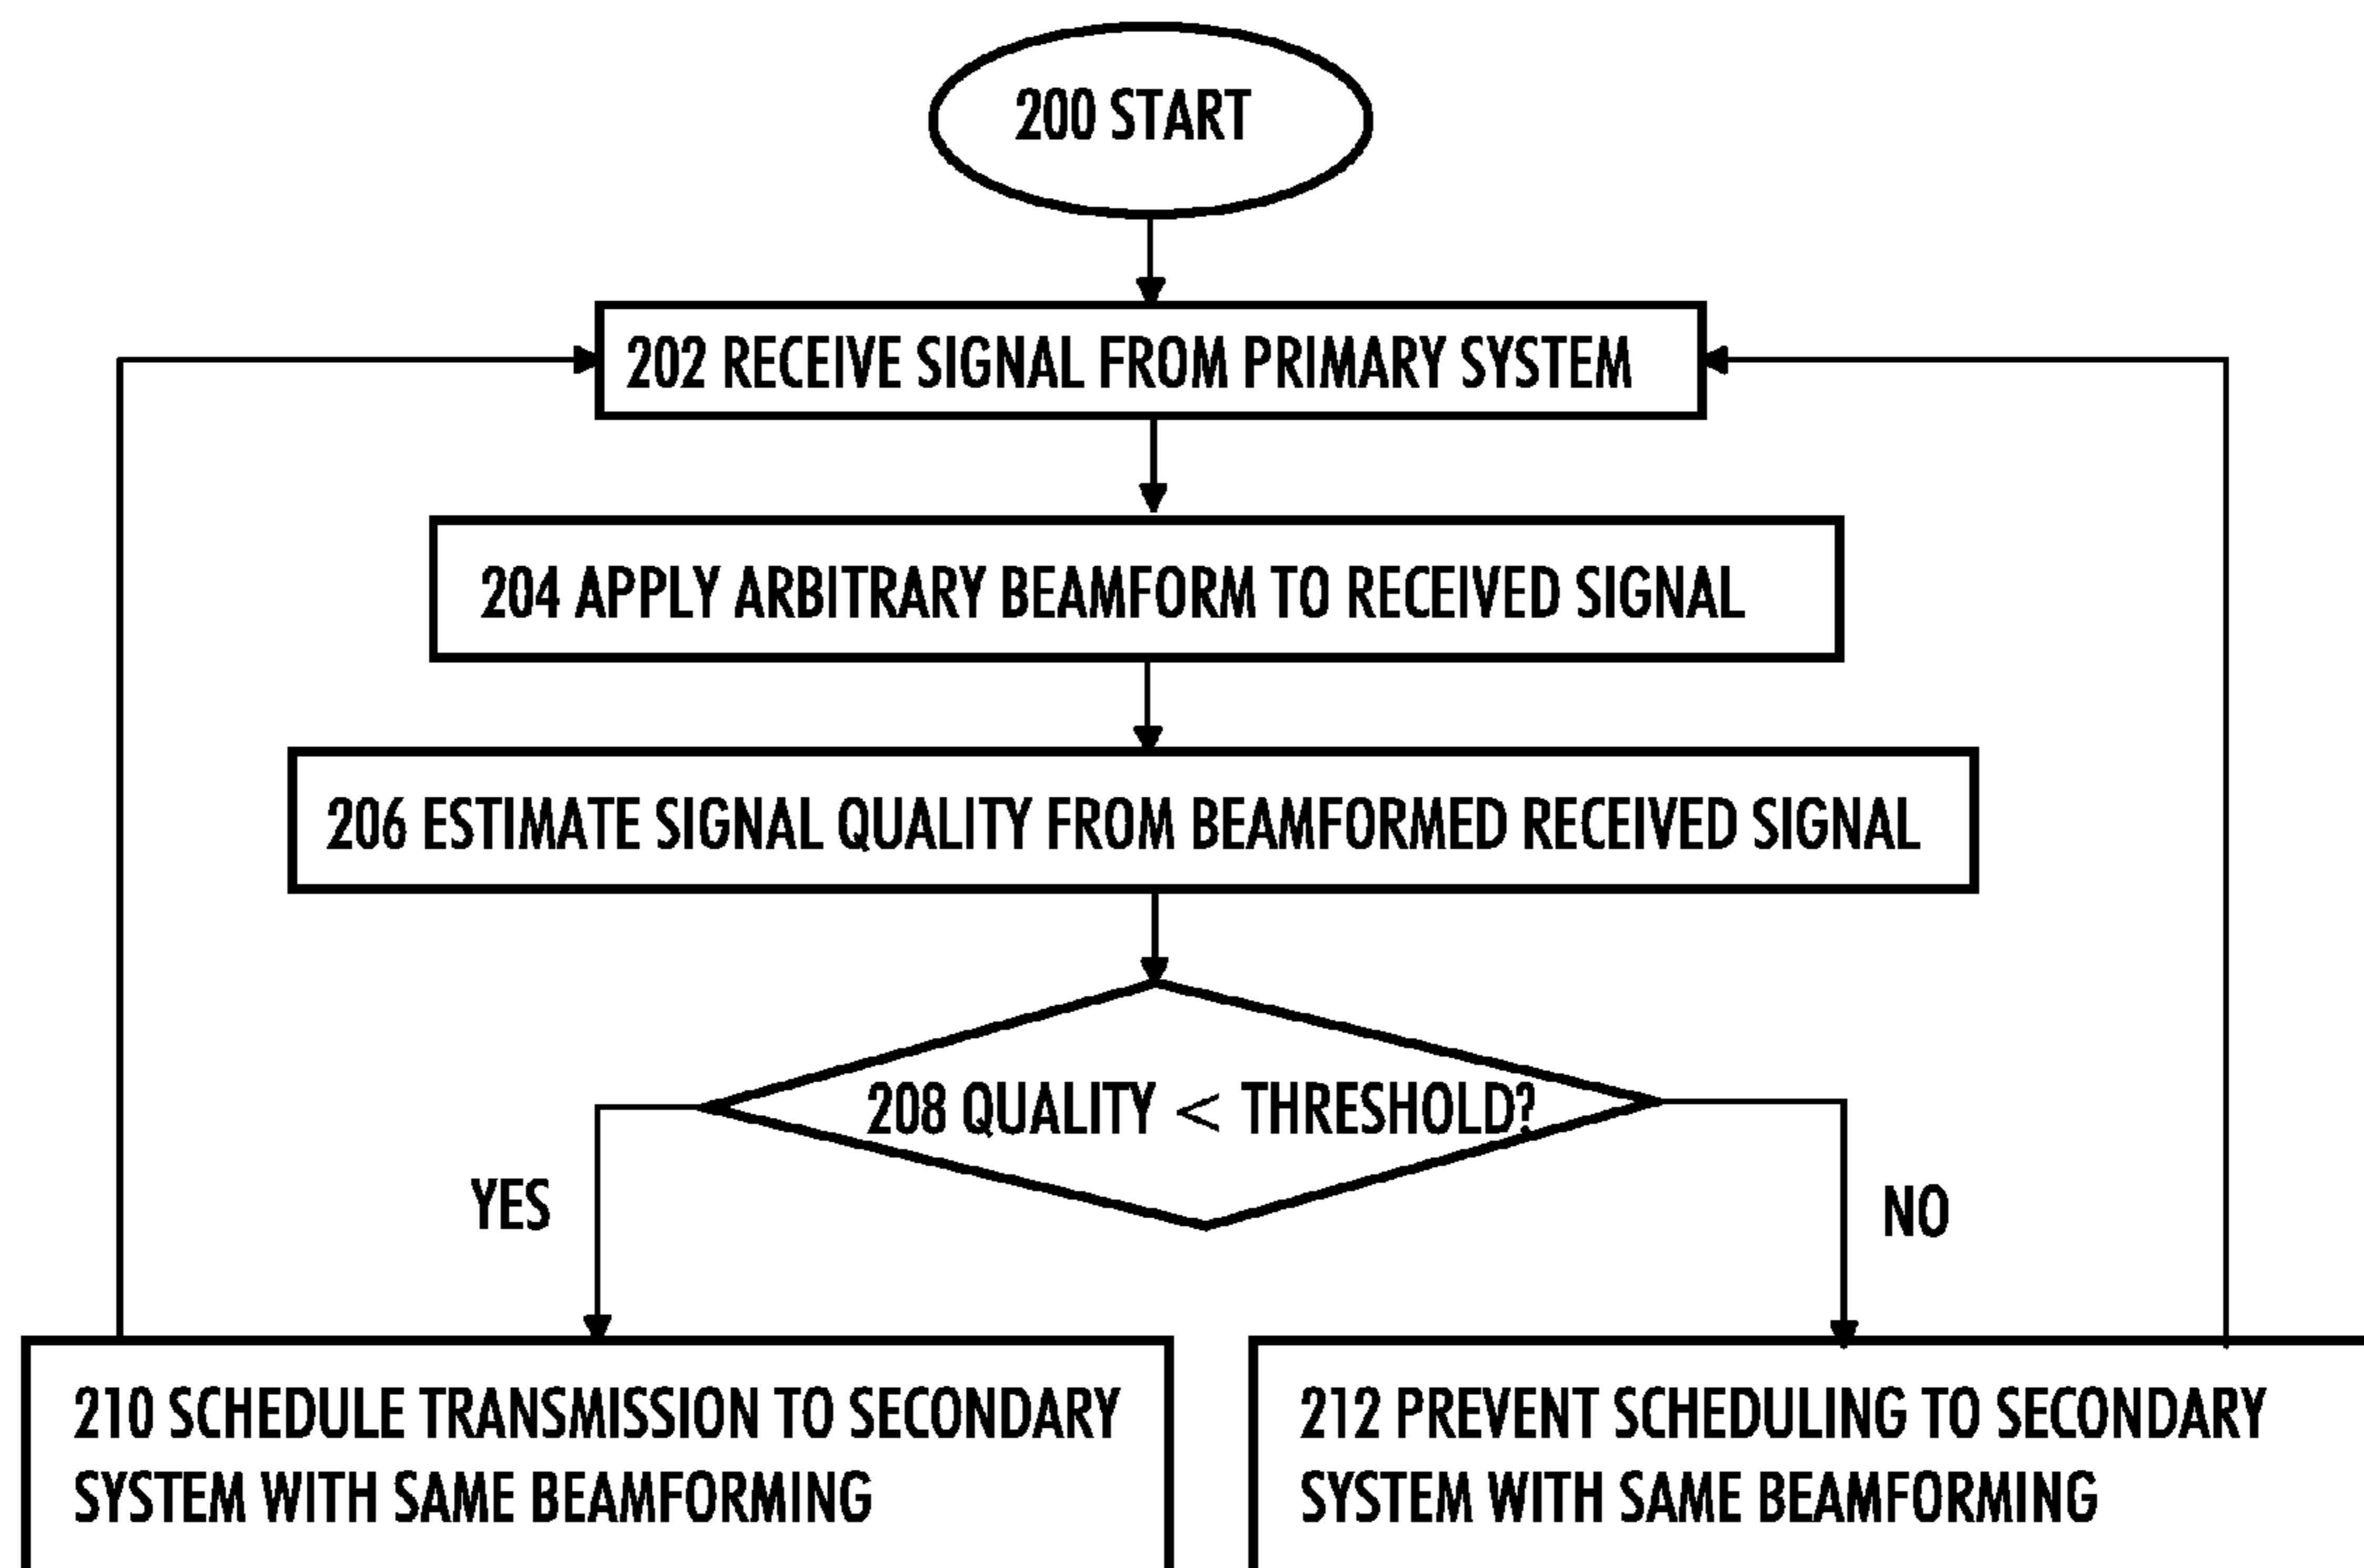 200 START
202 RECEIVE SIGNAL FROM PRIMARY SYSTEM
204 APPLY ARBITRARY BEAMFORM TO RECEIVED SIGNAL
206 ESTIMATE SIGNAL QUALITY FROM BEAMFORMED RECEIVED SIGNAL
208 QUALITY < THRESHOLD?
YES
NO
210 SCHEDULE TRANSMISSION TO SECONDARY
SYSTEM WITH SAME BEAMFORMING
212 PREVENT SCHEDULING TO SECONDARY
SYSTEM WITH SAME BEAMFORMING